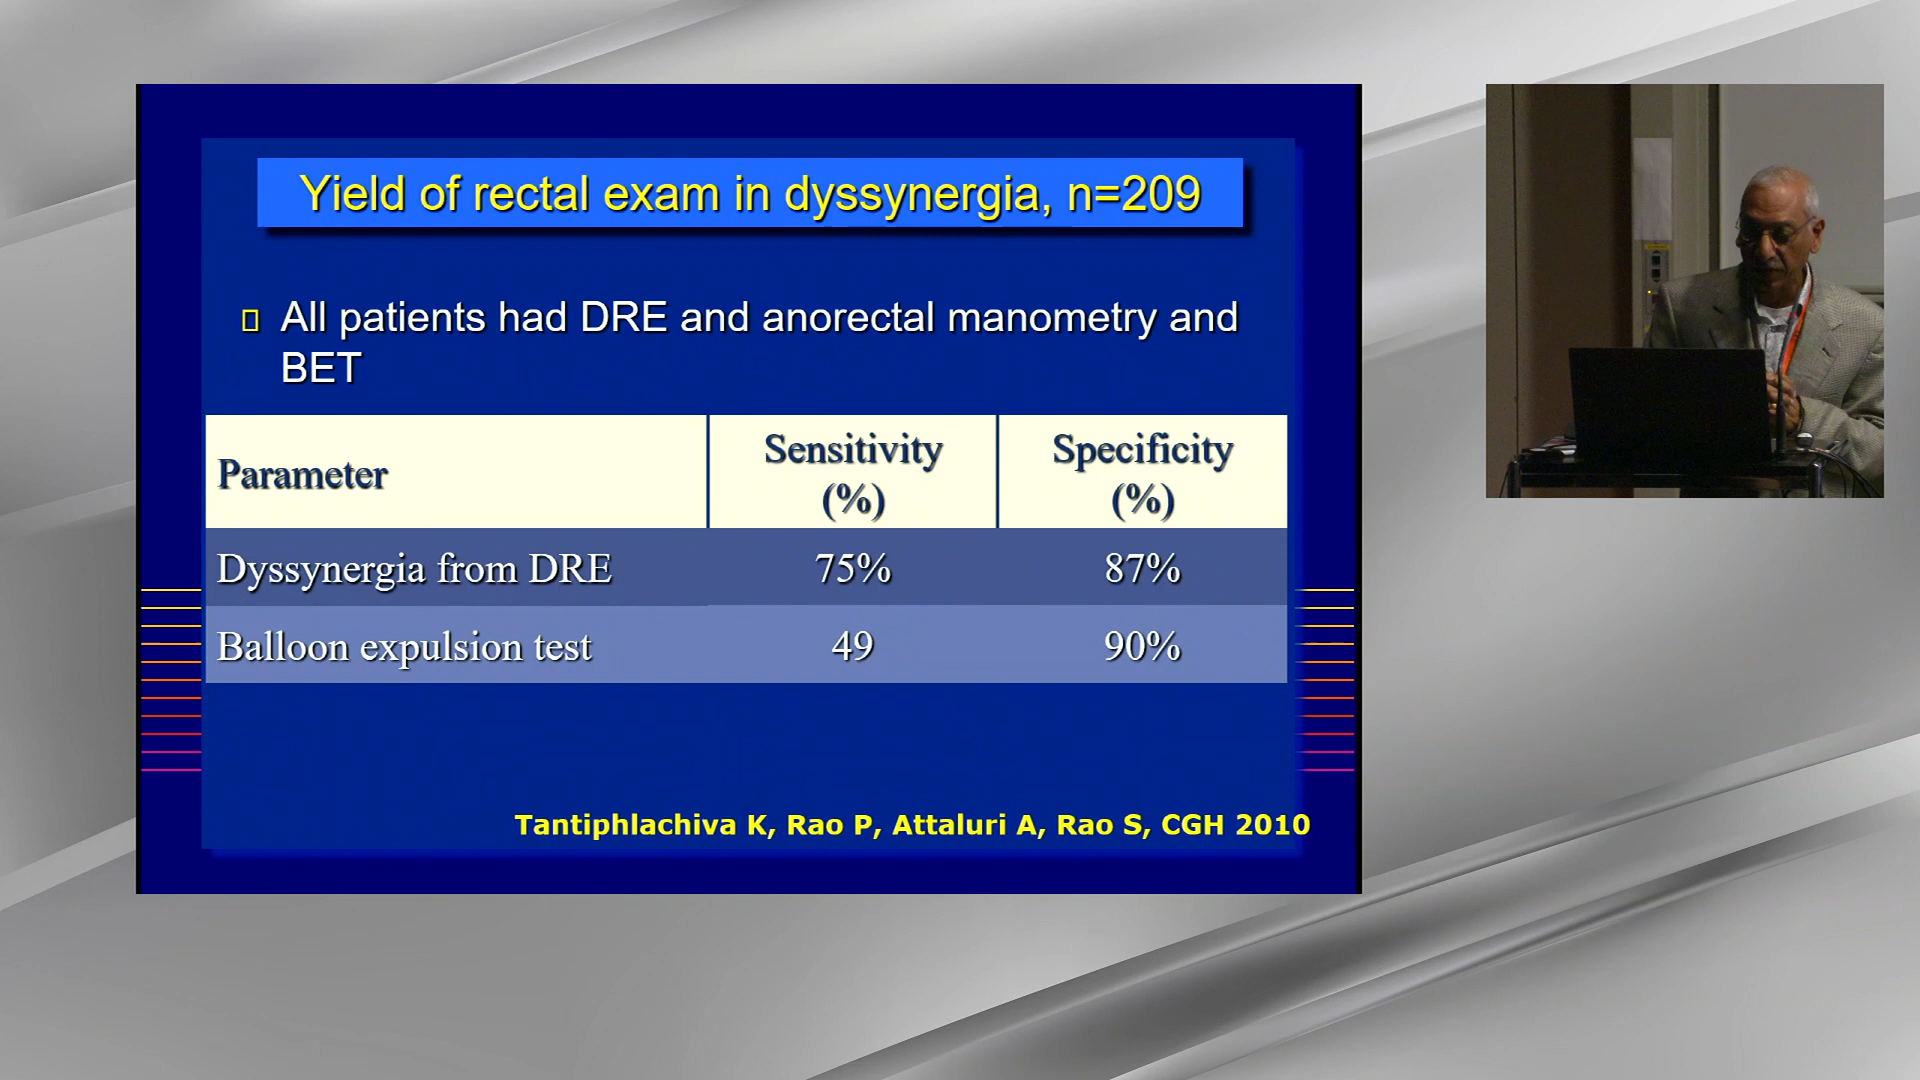 Yield of rectal exam in dyssynergia, n=209
All patients had DRE and anorectal manometry and
BET
Parameter
Sensitivity
(%)
Specificity
(%)
Dyssynergia from DRE 75% 87%
Balloon expulsion test 49 90%
Tantiphlachiva K, Rao P, Attaluri A, Rao S, CGH 2010